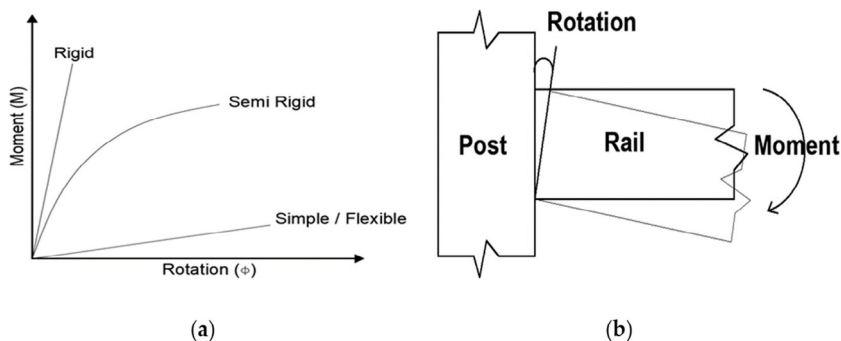 Rigid
Semi Rigid
Simple / Flexible
Moment (M)
Rotation (Φ)
(a)
Rotation
Post
Rail
Moment
(b)